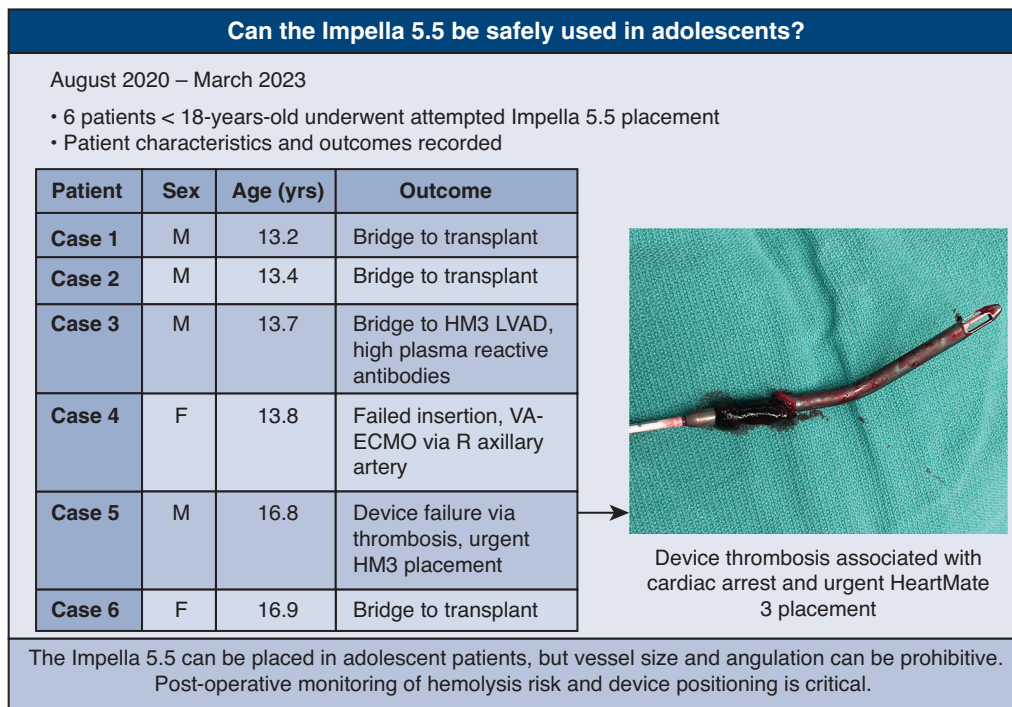 Can the Impella 5.5 be safely used in adolescents?
August 2020 – March 2023
• 6 patients < 18-years-old underwent attempted Impella 5.5 placement
• Patient characteristics and outcomes recorded
Patient Sex Age (yrs) Outcome
Case 1 M 13.2 Bridge to transplant
Case 2 M 13.4 Bridge to transplant
Case 3 M 13.7 Bridge to HM3 LVAD,
high plasma reactive
antibodies
Case 4 F 13.8 Failed insertion, VA-
ECMO via R axillary
artery
Case 5 M 16.8 Device failure via
thrombosis, urgent
HM3 placement
Case 6 F 16.9 Bridge to transplant
Device thrombosis associated with
cardiac arrest and urgent HeartMate
3 placement
The Impella 5.5 can be placed in adolescent patients, but vessel size and angulation can be prohibitive.
Post-operative monitoring of hemolysis risk and device positioning is critical.